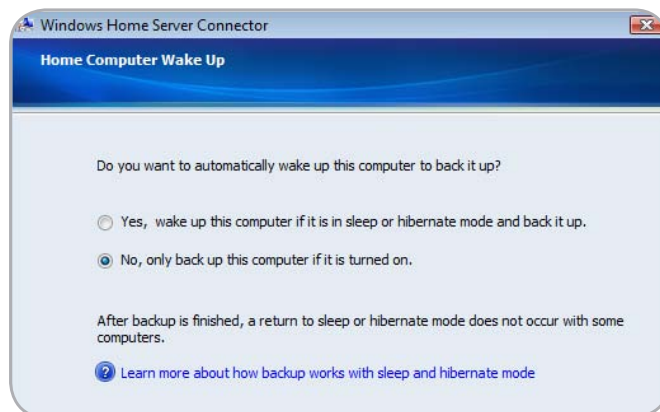 Windows Home Server Connector
Home Computer Wake Up
Do you want to automatically wake up this computer to back it up?
Yes, wake up this computer if it is in sleep or hibernate mode and back it up.
No, only back up this computer if it is turned on.
After backup is finished, a return to sleep or hibernate mode does not occur with some
computers.
Learn more about how backup works with sleep and hibernate mode